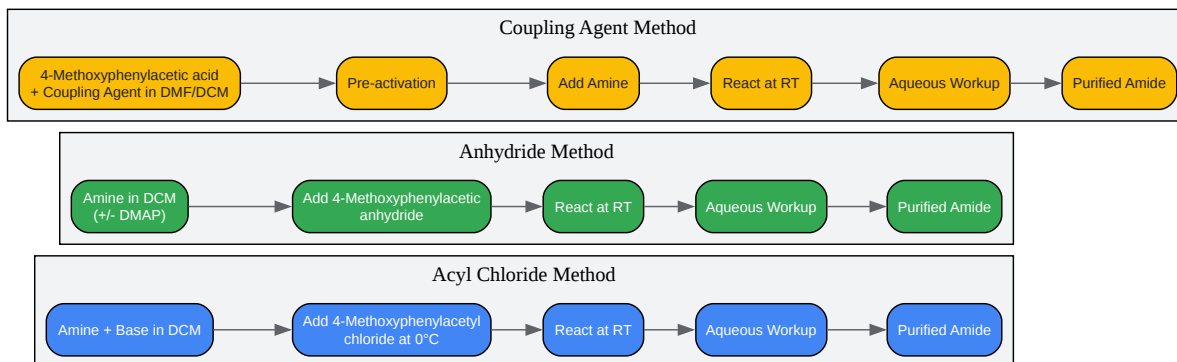 Coupling Agent Method
4-Methoxyphenylacetic acid
+ Coupling Agent in DMF/DCM
Pre-activation
Add Amine
React at RT
Aqueous Workup
Purified Amide
Anhydride Method
Amine in DCM
(+/- DMAP)
Add 4-Methoxyphenylacetic
anhydride
React at RT
Aqueous Workup
Purified Amide
Acyl Chloride Method
Amine + Base in DCM
Add 4-Methoxyphenylacetyl
chloride at 0°C
React at RT
Aqueous Workup
Purified Amide